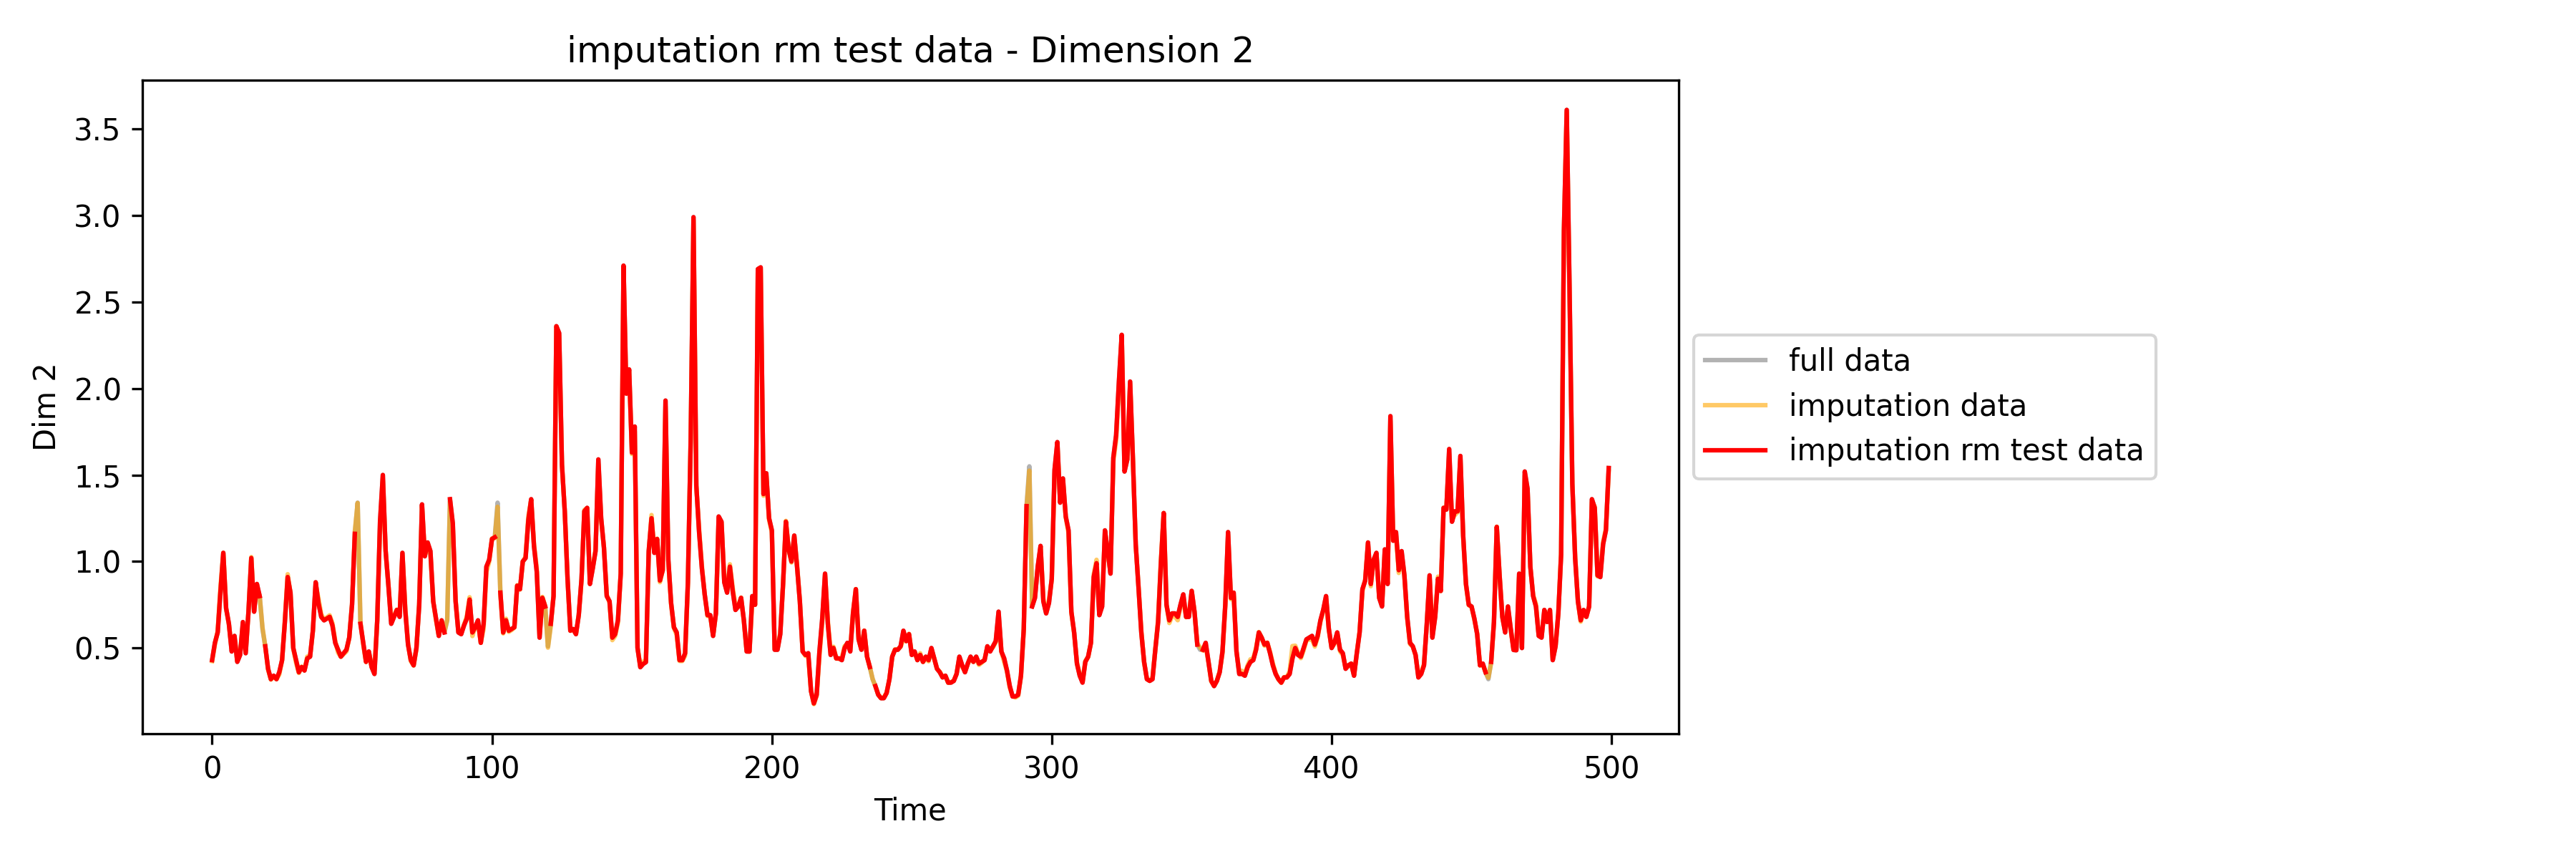 imputation rm test data - Dimension 2
3.5
3.0
2.5
2.0
1.5
1.0
0.5
Dim 2
0 100 200 300 400 500
Time
full data
imputation data
imputation rm test data